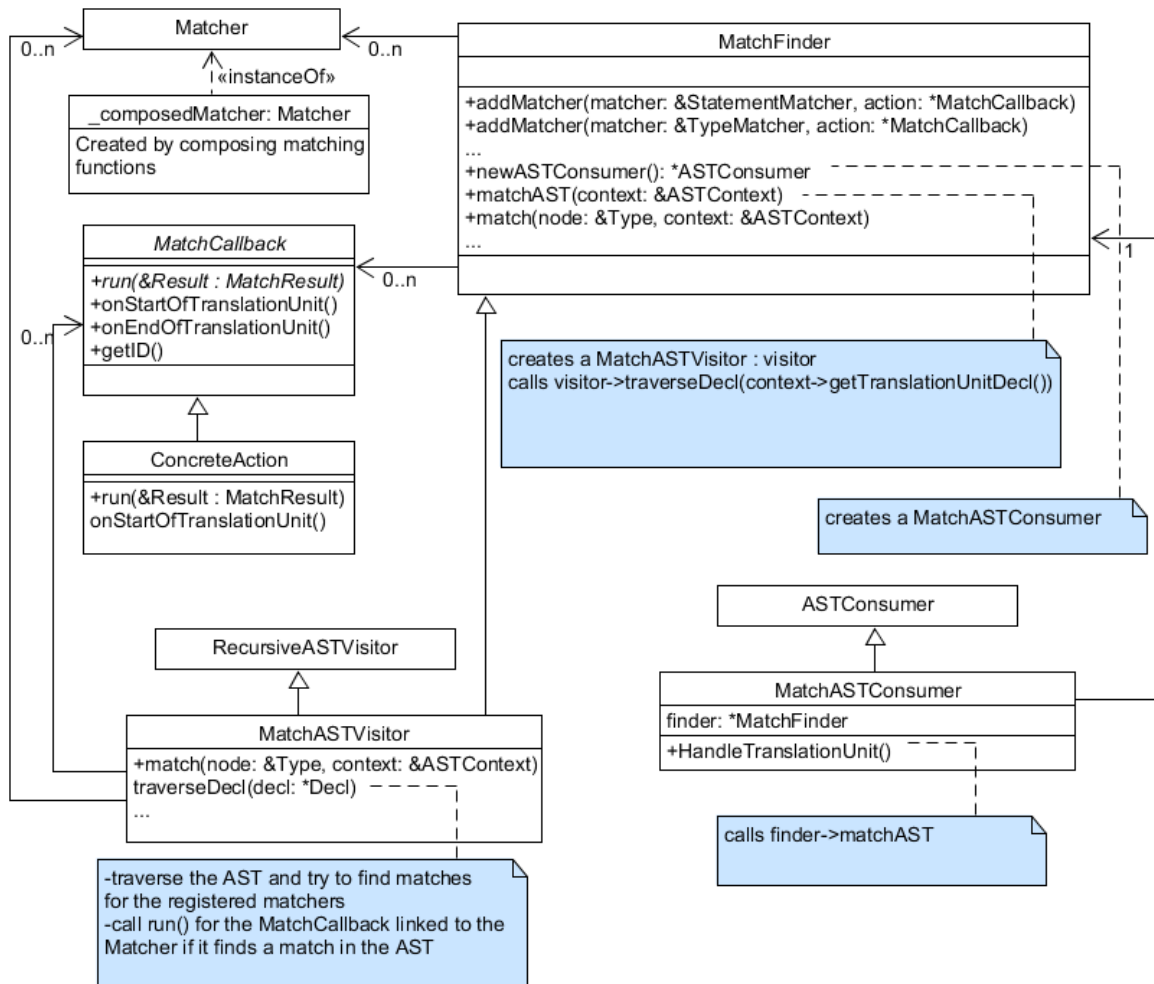 Matcher
0..n
0..n
«instanceOf»
_composedMatcher: Matcher
Created by composing matching
functions
MatchFinder
+addMatcher(matcher: &StatementMatcher, action: *MatchCallback)
+addMatcher(matcher: &TypeMatcher, action: *MatchCallback)
...
+newASTConsumer(): *ASTConsumer
+matchAST(context: &ASTContext)
+match(node: &Type, context: &ASTContext)
...
1
MatchCallback
+run(&Result : MatchResult)
+onStartOfTranslationUnit()
+onEndOfTranslationUnit()
+getID()
0..n
0..n
creates a MatchASTVisitor : visitor
calls visitor->traverseDecl(context->getTranslationUnitDecl())
ConcreteAction
+run(&Result : MatchResult)
onStartOfTranslationUnit()
creates a MatchASTConsumer
ASTConsumer
RecursiveASTVisitor
MatchASTConsumer
finder: *MatchFinder
+HandleTranslationUnit()
MatchASTVisitor
+match(node: &Type, context: &ASTContext)
traverseDecl(decl: *Decl)
...
calls finder->matchAST
-traverse the AST and try to find matches
for the registered matchers
-call run() for the MatchCallback linked to the
Matcher if it finds a match in the AST